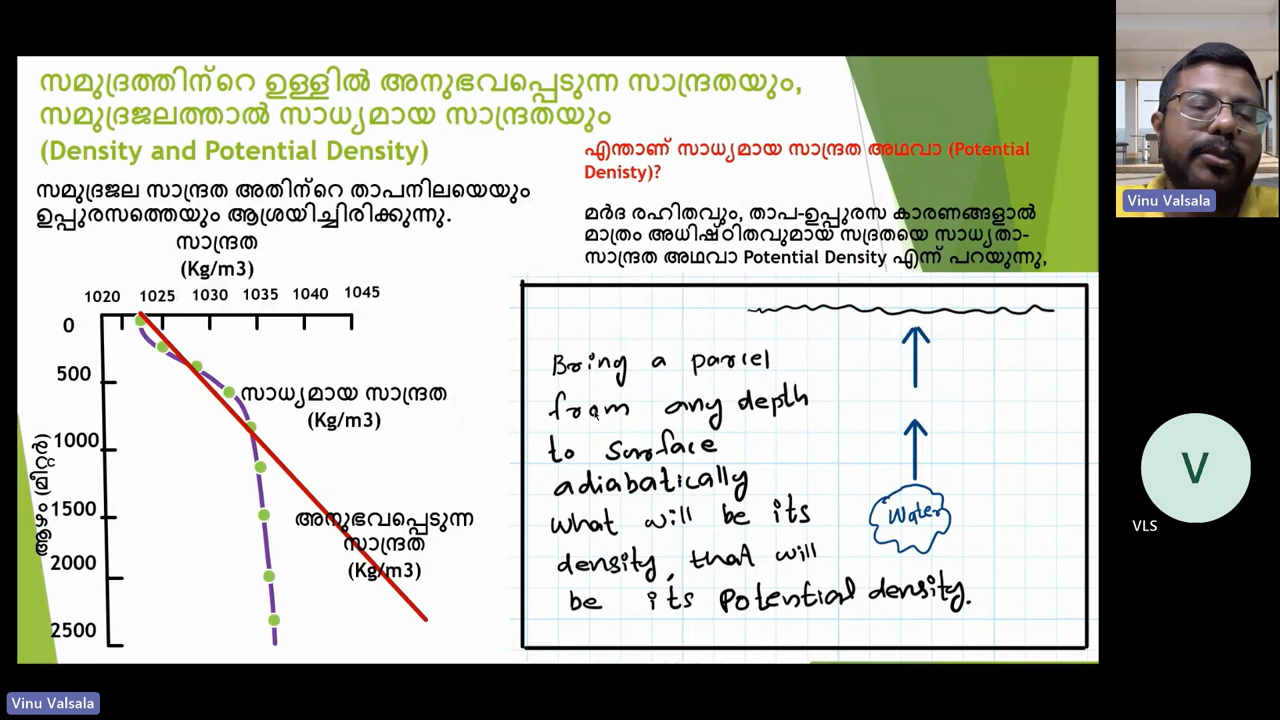 സമുദ്രത്തിന്റെ ഉള്ളിൽ അനുഭവപ്പെടുന്ന സാന്ദ്രതയും,
സമുദ്രജലത്താൽ സാധ്യമായ സാന്ദ്രതയും
(Density and Potential Density)
സമുദ്രജല സാന്ദ്രത അതിന്റെ താപനിലയെയും
ഉപ്പുരസത്തെയും ആശ്രയിച്ചിരിക്കുന്നു.
സാന്ദ്രത
(Kg/m3)
1020 1025 1030 1035 1040 1045
0
500
1000
1500
2000
2500
ആഴം (മീറ്റർ)
സാധ്യമായ സാന്ദ്രത
(Kg/m3)
അനുഭവപ്പെടുന്ന
സാന്ദ്രത
(Kg/m3)
എന്താണ് സാധ്യമായ സാന്ദ്രത അഥവാ (Potential
Denisty)?
മർദ രഹിതവും, താപ-ഉപ്പുരസ കാരണങ്ങളാൽ
മാത്രം അധിഷ്ഠിതവുമായ സദ്രതയെ സാധ്യതാ-
സാന്ദ്രത അഥവാ Potential Density എന്ന് പറയുന്നു,
Bring a parcel
from any depth
to surface
adiabatically
what will be its
density, that will
be its potential density.
Water
Vinu Valsala
V
VLS
Vinu Valsala